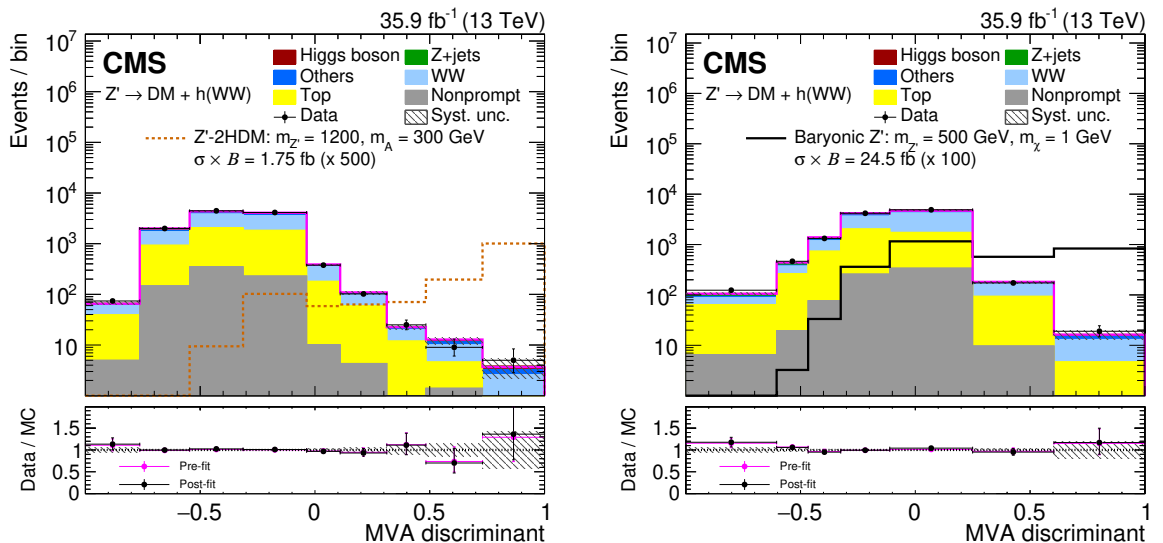 35.9 fb⁻¹ (13 TeV)
CMS
Z' → DM + h(WW)
Higgs boson
Z+jets
Others
WW
Top
Nonprompt
Data
Syst. unc.
Z'-2HDM: m_Z' = 1200, m_A = 300 GeV
σ × B = 1.75 fb (x 500)
Events / bin
10⁷
10⁶
10⁵
10⁴
10³
10²
10
Data / MC
1.5
1
0.5
0
Pre-fit
Post-fit
−0.5
0
0.5
1
MVA discriminant
35.9 fb⁻¹ (13 TeV)
CMS
Z' → DM + h(WW)
Higgs boson
Z+jets
Others
WW
Top
Nonprompt
Data
Syst. unc.
Baryonic Z': m_Z' = 500 GeV, m_χ = 1 GeV
σ × B = 24.5 fb (x 100)
Events / bin
10⁷
10⁶
10⁵
10⁴
10³
10²
10
Data / MC
1.5
1
0.5
0
Pre-fit
Post-fit
−0.5
0
0.5
1
MVA discriminant